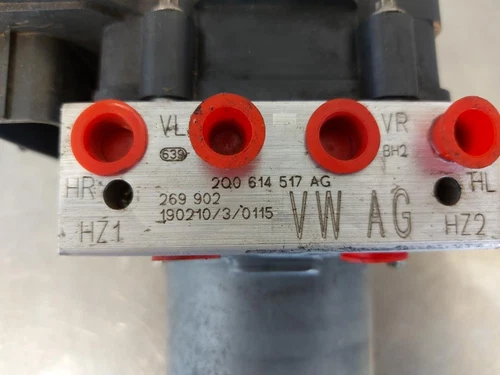 VL VR
639 BH2
2Q0 614 517 AG
HR HL
269 902
190210/3/0115
VW AG
HZ1 HZ2